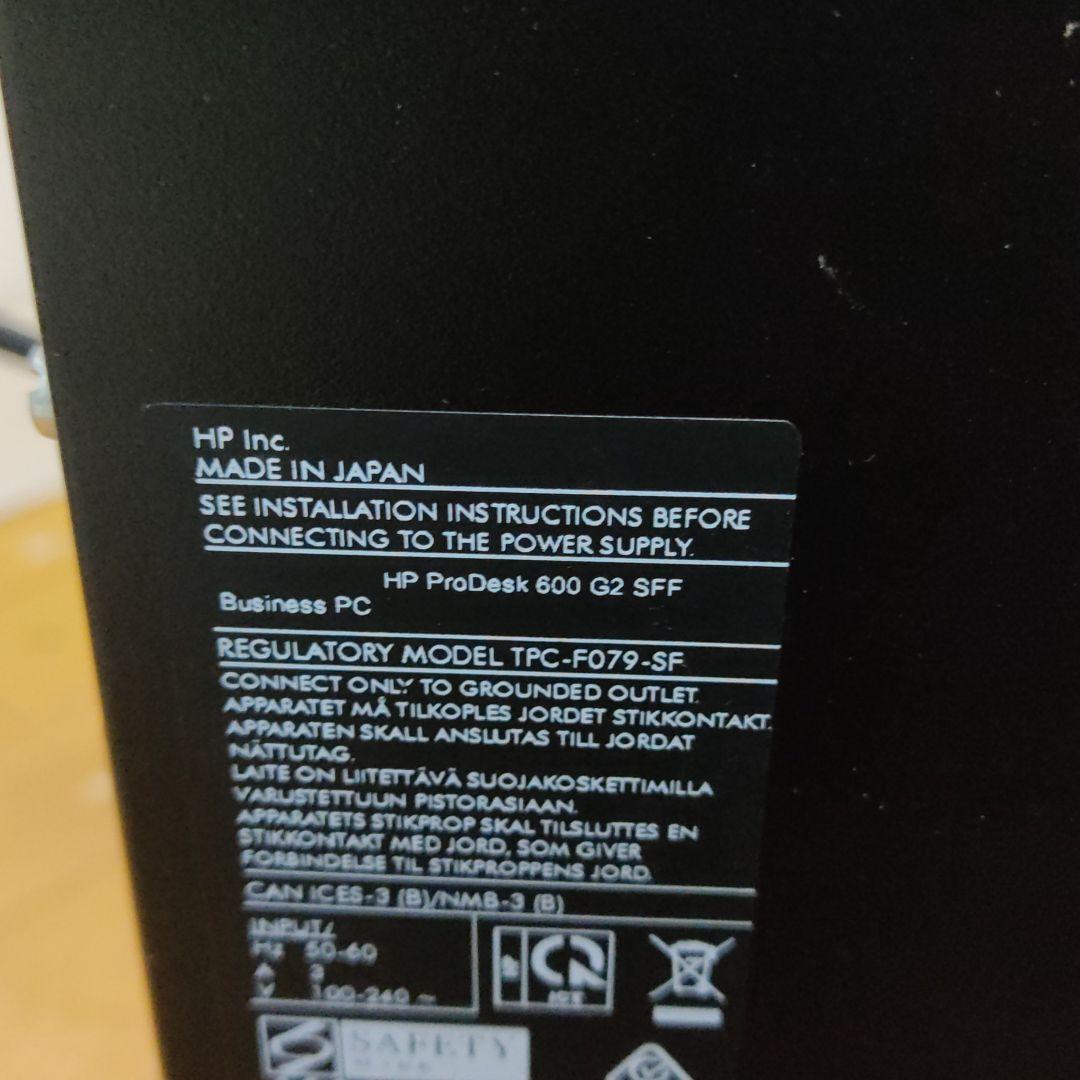 HP Inc.
MADE IN JAPAN
SEE INSTALLATION INSTRUCTIONS BEFORE
CONNECTING TO THE POWER SUPPLY.
HP ProDesk 600 G2 SFF
Business PC
REGULATORY MODEL TPC-F079-SF
CONNECT ONLY TO GROUNDED OUTLET.
APPARATET MÅ TILKOPLES JORDET STIKKONTAKT.
APPARATEN SKALL ANSLUTAS TILL JORDAT
NÄTTUTAG.
LAITE ON LIITETTÄVÄ SUOJAKOSKETTIMILLA
VARUSTETTUUN PISTORASIAAN.
APPARATETS STIKPROP SKAL TILSLUTTES EN
STIKKONTAKT MED JORD, SOM GIVER
FORBINDELSE TIL STIKPROPPENS JORD.
CAN ICES-3 (B)/NMB-3 (B)
INPUT/
Hz 50-60
A 3
V 100-240 ~
SAFETY